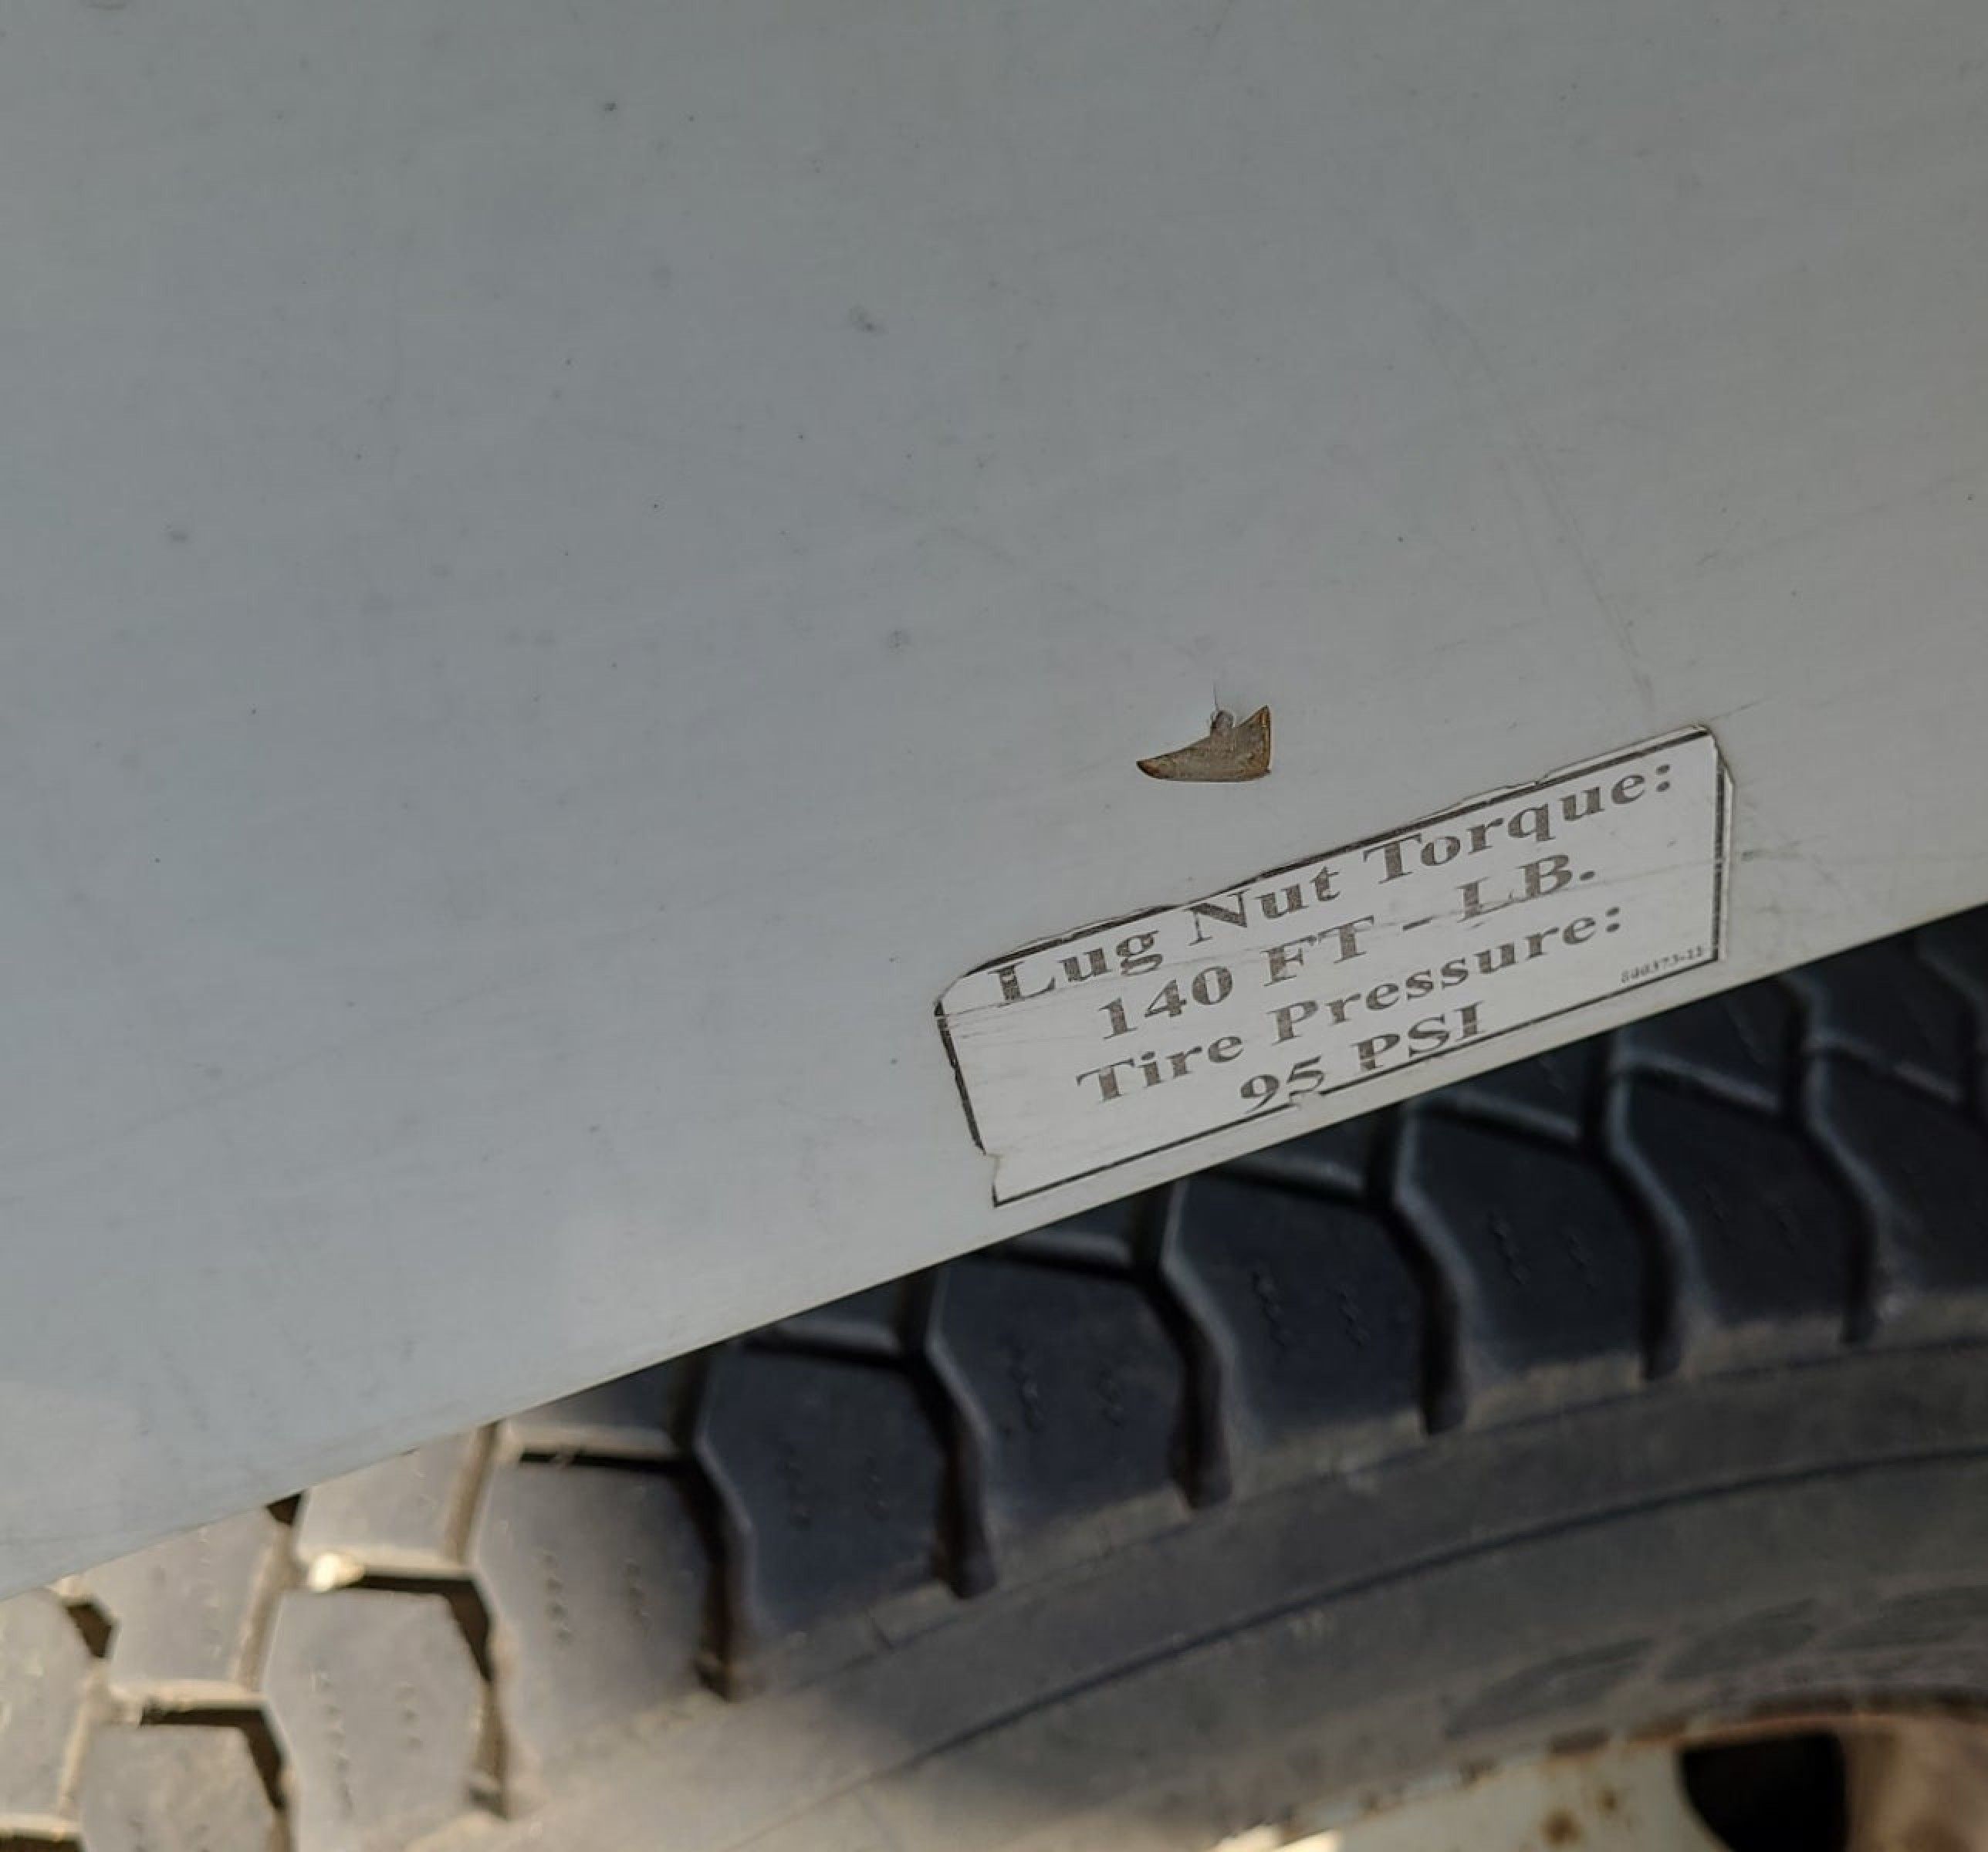 Lug Nut Torque:
140 FT - LB.
Tire Pressure:
95 PSI